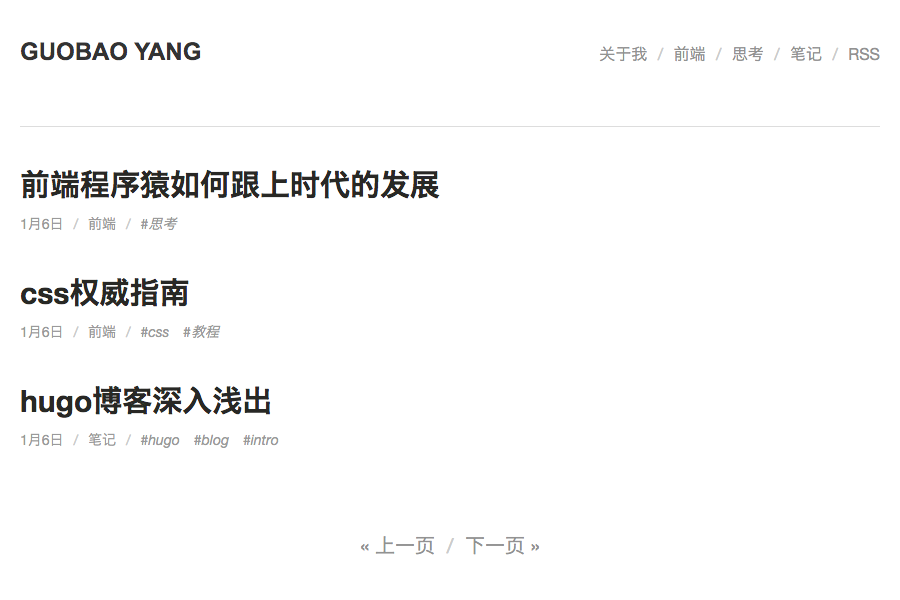 GUOBAO YANG
关于我 / 前端 / 思考 / 笔记 / RSS
前端程序猿如何跟上时代的发展
1月6日 / 前端 / #思考
css权威指南
1月6日 / 前端 / #css #教程
hugo博客深入浅出
1月6日 / 笔记 / #hugo #blog #intro
« 上一页 / 下一页 »